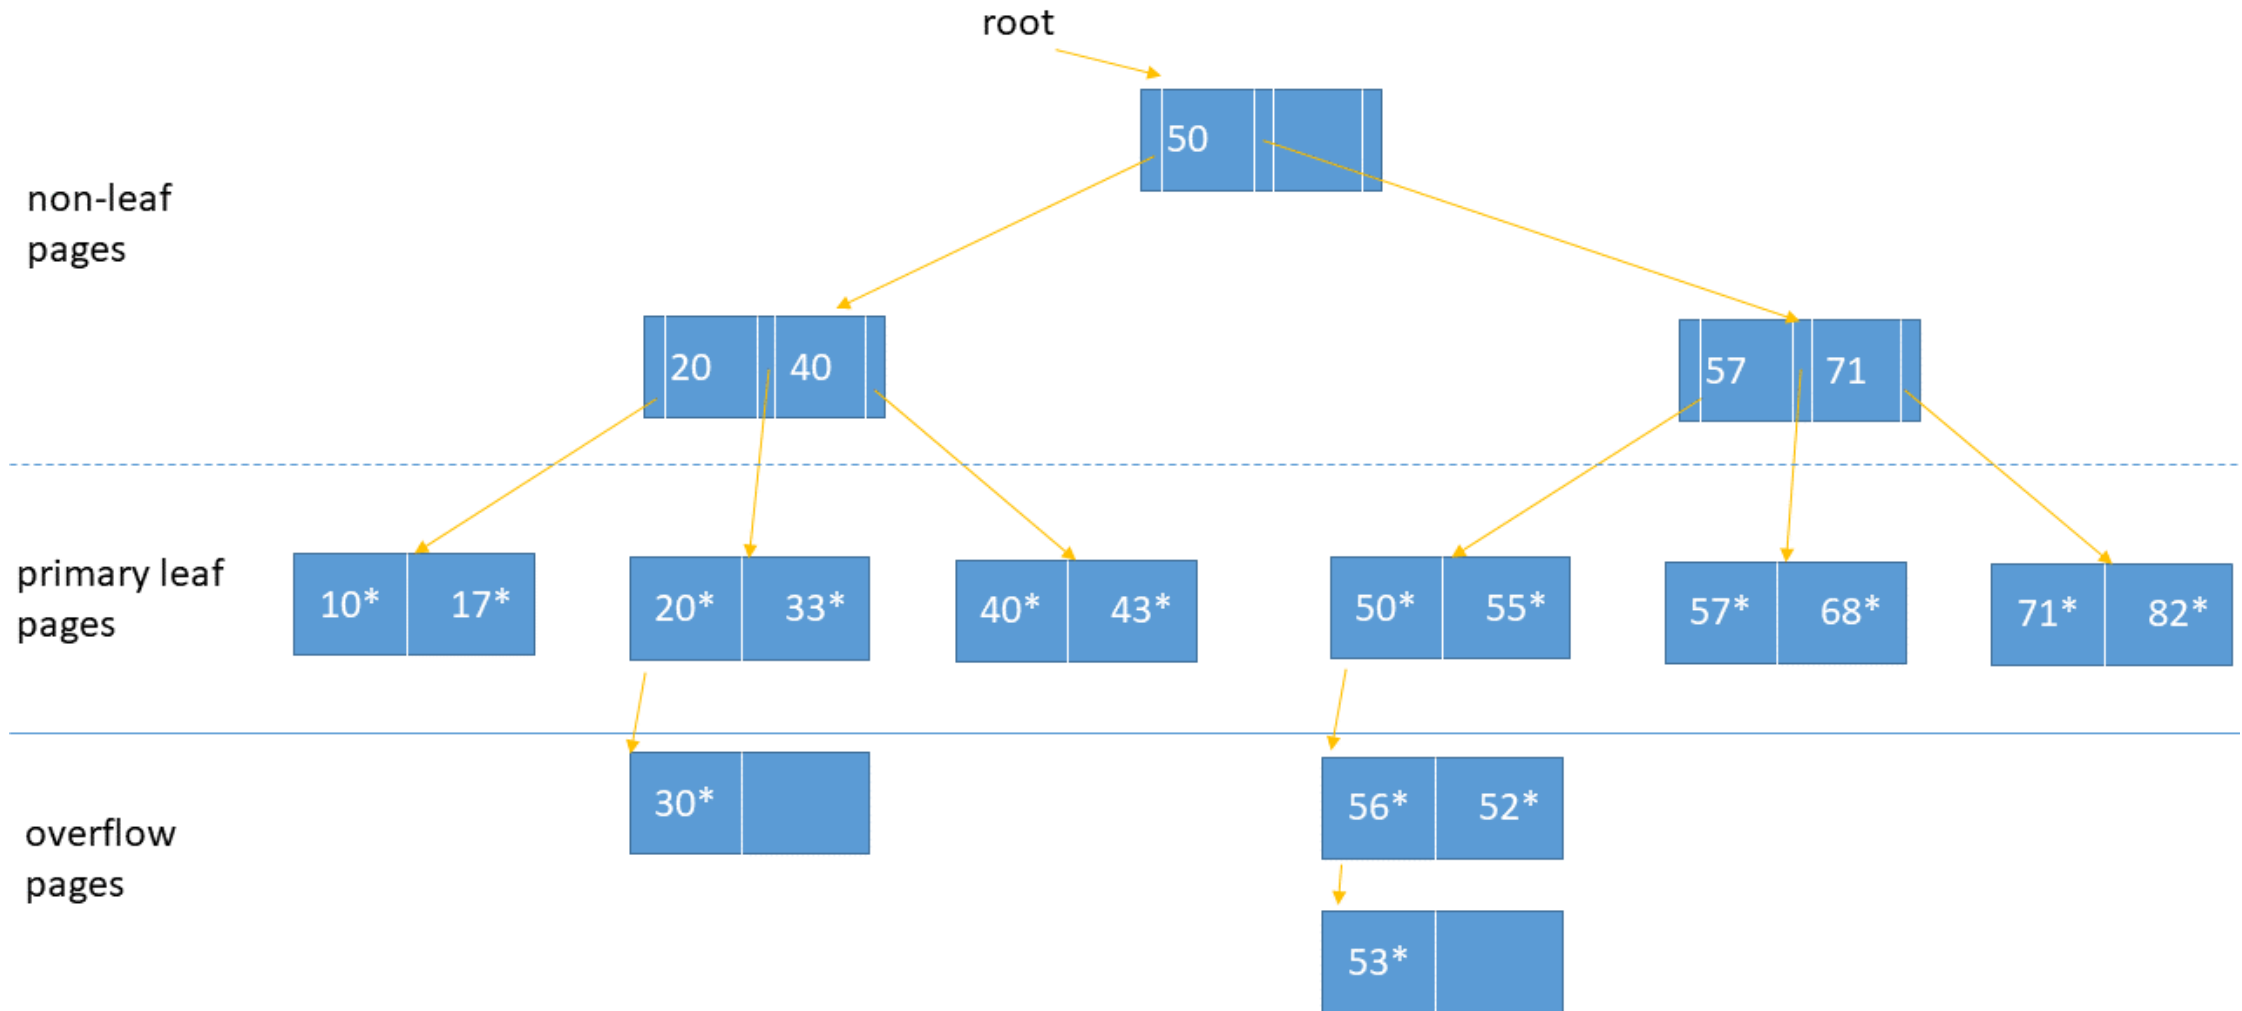 root
50
non-leaf
pages
20 40
57 71
primary leaf
pages
10* 17*
20* 33*
40* 43*
50* 55*
57* 68*
71* 82*
overflow
pages
30*
56* 52*
53*